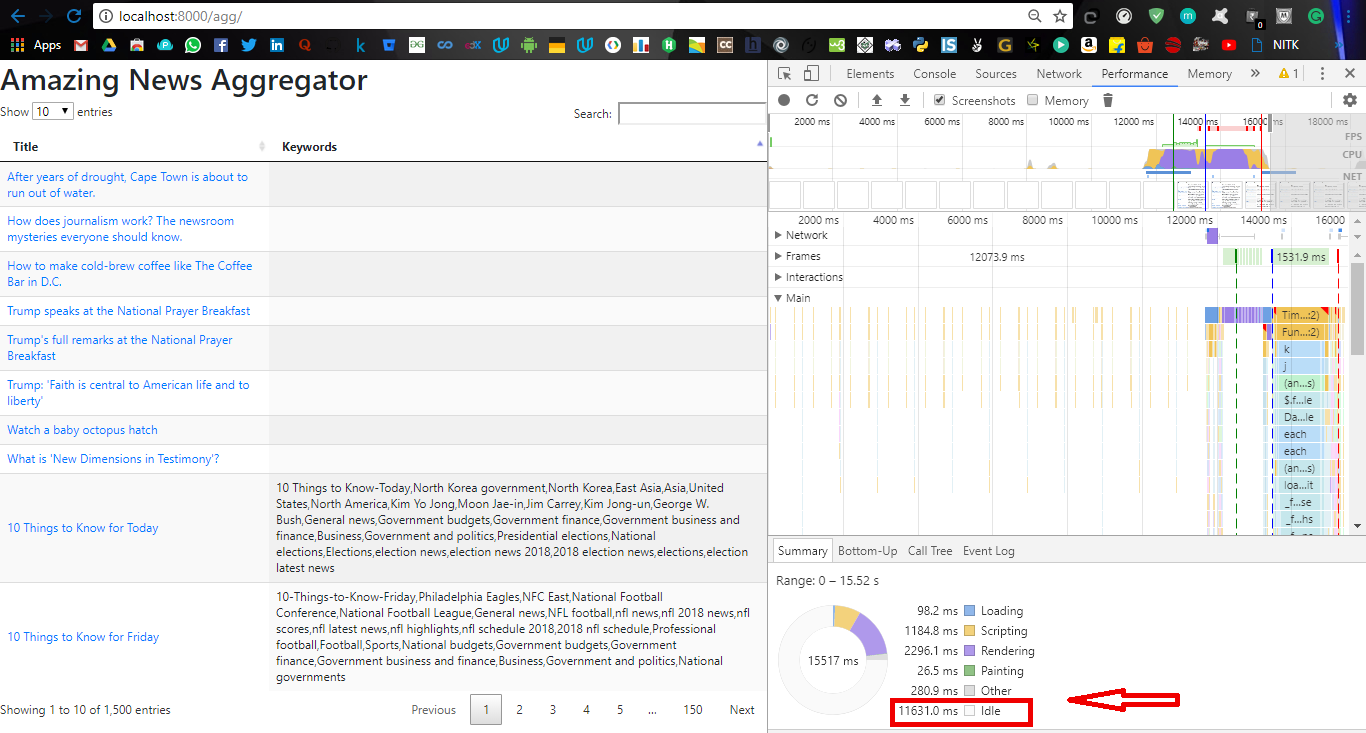 localhost:8000/agg/
0
Apps
NITK
Amazing News Aggregator
Show 10 entries
Search:
Title Keywords
After years of drought, Cape Town is about to
run out of water.
How does journalism work? The newsroom
mysteries everyone should know.
How to make cold-brew coffee like The Coffee
Bar in D.C.
Trump speaks at the National Prayer Breakfast
Trump's full remarks at the National Prayer
Breakfast
Trump: 'Faith is central to American life and to
liberty'
Watch a baby octopus hatch
What is 'New Dimensions in Testimony'?
10 Things to Know for Today
10 Things to Know-Today,North Korea government,North Korea,East Asia,Asia,United
States,North America,Kim Yo Jong,Moon Jae-in,Jim Carrey,Kim Jong-un,George W.
Bush,General news,Government budgets,Government finance,Government business and
finance,Business,Government and politics,Presidential elections,National
elections,Elections,election news,election news 2018,2018 election news,elections,election
latest news
10 Things to Know for Friday
10-Things-to-Know-Friday,Philadelphia Eagles,NFC East,National Football
Conference,National Football League,General news,NFL football,nfl news,nfl 2018 news,nfl
scores,nfl latest news,nfl highlights,nfl schedule 2018,2018 nfl schedule,Professional
football,Football,Sports,National budgets,Government budgets,Government
finance,Government business and finance,Business,Government and politics,National
governments
Showing 1 to 10 of 1,500 entries
Previous 1 2 3 4 5 ... 150 Next
Elements Console Sources Network Performance Memory » 1
Screenshots Memory
2000 ms 4000 ms 6000 ms 8000 ms 10000 ms 12000 ms 14000 ms 16000 ms 18000 ms
FPS
CPU
NET
2000 ms 4000 ms 6000 ms 8000 ms 10000 ms 12000 ms 14000 ms 16000
Network
Frames 12073.9 ms 1531.9 ms
Interactions
Main
Tim...:2)
Fun...:2)
k
j
(an...s)
$.f...le
Da...le
each
each
(an...s)
loa...it
_f...se
_f...hs
Summary Bottom-Up Call Tree Event Log
Range: 0 – 15.52 s
15517 ms
98.2 ms Loading
1184.8 ms Scripting
2296.1 ms Rendering
26.5 ms Painting
280.9 ms Other
11631.0 ms Idle